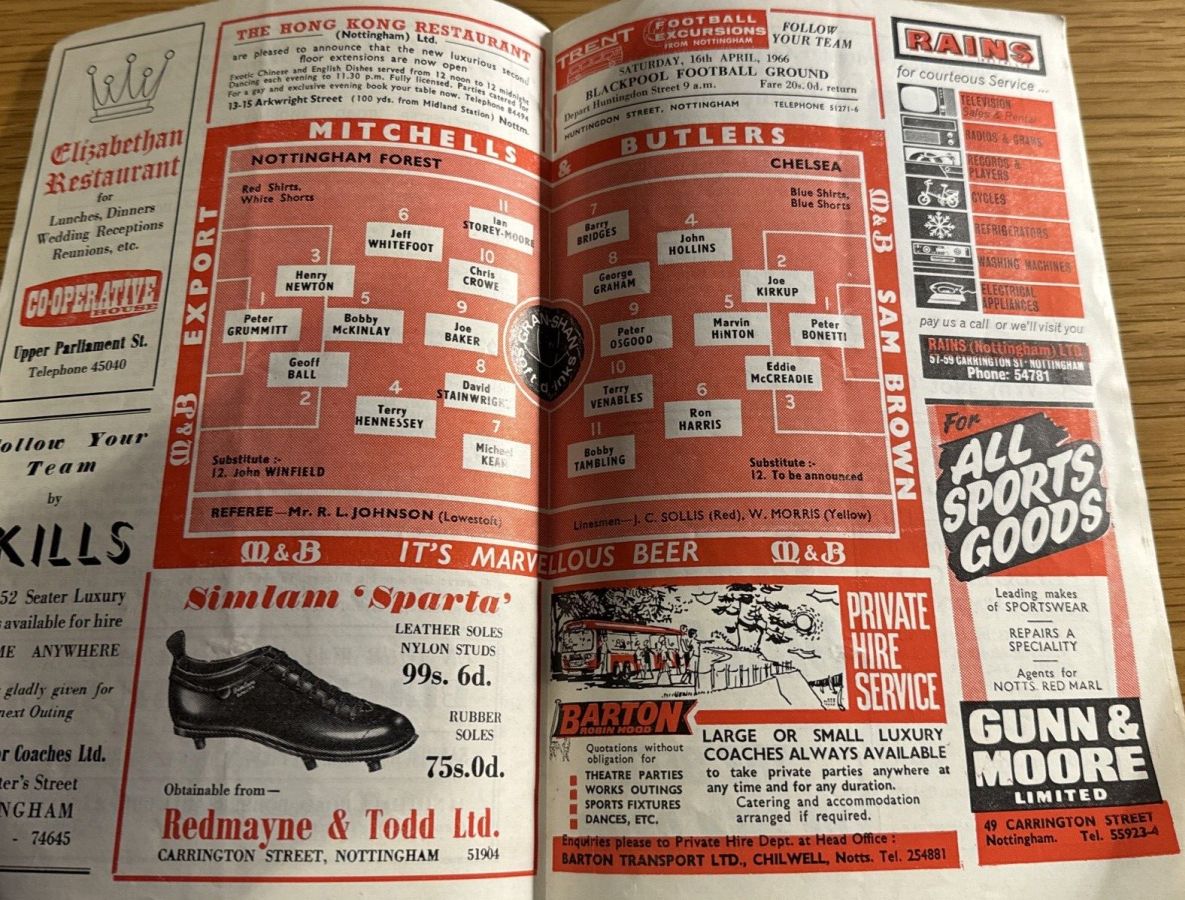 Elizabethan
Restaurant
for
Lunches, Dinners
Wedding Receptions
Reunions, etc.
CO-OPERATIVE
HOUSE
Upper Parliament St.
Telephone 45040
ollow Your
Team
by
KILLS
52 Seater Luxury
available for hire
ME ANYWHERE
gladly given for
next Outing
r Coaches Ltd.
ter's Street
NGHAM
- 74645
THE HONG KONG RESTAURANT
(Nottingham) Ltd.
are pleased to announce that the new luxurious second
floor extensions are now open
Exotic Chinese and English Dishes served from 12 noon to 12 midnight
Dancing each evening to 11.30 p.m. Fully licensed. Parties catered for
For a gay and exclusive evening book your table now. Telephone 84494
13-15 Arkwright Street (100 yds. from Midland Station) Nottm.
TRENT
FOOTBALL
EXCURSIONS
FROM NOTTINGHAM
FOLLOW
YOUR TEAM
SATURDAY, 16th APRIL, 1966
BLACKPOOL FOOTBALL GROUND
Depart Huntingdon Street 9 a.m. Fare 20s. 0d. return
HUNTINGDON STREET, NOTTINGHAM TELEPHONE 51271-6
MITCHELLS & BUTLERS
M&B EXPORT
M&B SAM BROWN
NOTTINGHAM FOREST
Red Shirts,
White Shorts
1
Peter
GRUMMITT
3
Henry
NEWTON
Geoff
BALL
2
6
Jeff
WHITEFOOT
5
Bobby
McKINLAY
4
Terry
HENNESSEY
11
Ian
STOREY-MOORE
10
Chris
CROWE
9
Joe
BAKER
8
David
STAINWRIGHT
7
Michael
KEAR
Substitute :-
12. John WINFIELD
CHELSEA
Blue Shirts,
Blue Shorts
7
Barry
BRIDGES
8
George
GRAHAM
9
Peter
OSGOOD
10
Terry
VENABLES
11
Bobby
TAMBLING
4
John
HOLLINS
5
Marvin
HINTON
6
Ron
HARRIS
2
Joe
KIRKUP
Eddie
McCREADIE
3
1
Peter
BONETTI
Substitute :-
12. To be announced
REFEREE—Mr. R. L. JOHNSON (Lowestoft)
Linesmen—J. C. SOLLIS (Red), W. MORRIS (Yellow)
M&B IT'S MARVELLOUS BEER M&B
Simlam 'Sparta'
LEATHER SOLES
NYLON STUDS
99s. 6d.
RUBBER
SOLES
75s.0d.
Obtainable from—
Redmayne & Todd Ltd.
CARRINGTON STREET, NOTTINGHAM 51904
PRIVATE
HIRE
SERVICE
BARTON
ROBIN HOOD
Quotations without
obligation for
THEATRE PARTIES
WORKS OUTINGS
SPORTS FIXTURES
DANCES, ETC.
LARGE OR SMALL LUXURY
COACHES ALWAYS AVAILABLE
to take private parties anywhere at
any time and for any duration.
Catering and accommodation
arranged if required.
Enquiries please to Private Hire Dept. at Head Office :
BARTON TRANSPORT LTD., CHILWELL, Notts. Tel. 254881
RAINS
for courteous Service ...
TELEVISION
Sales & Rental
RADIOS & GRAMS
RECORDS &
PLAYERS
CYCLES
REFRIGERATORS
WASHING MACHINES
ELECTRICAL
APPLIANCES
pay us a call or we'll visit you
RAINS (Nottingham) LTD
57-59 CARRINGTON ST · NOTTINGHAM
Phone: 54781
For
ALL
SPORTS
GOODS
Leading makes
of SPORTSWEAR
REPAIRS A
SPECIALITY
Agents for
NOTTS. RED MARL
GUNN &
MOORE
LIMITED
49 CARRINGTON STREET
Nottingham. Tel. 55923-4